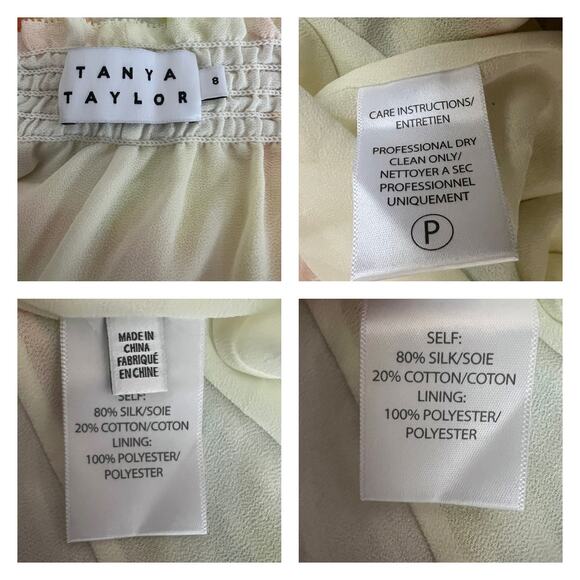 TANYA
TAYLOR
8
CARE INSTRUCTIONS/
ENTRETIEN
PROFESSIONAL DRY
CLEAN ONLY/
NETTOYER A SEC
PROFESSIONNEL
UNIQUEMENT
P
MADE IN
CHINA
FABRIQUÉ
EN CHINE
SELF:
80% SILK/SOIE
20% COTTON/COTON
LINING:
100% POLYESTER/
POLYESTER
SELF:
80% SILK/SOIE
20% COTTON/COTON
LINING:
100% POLYESTER/
POLYESTER